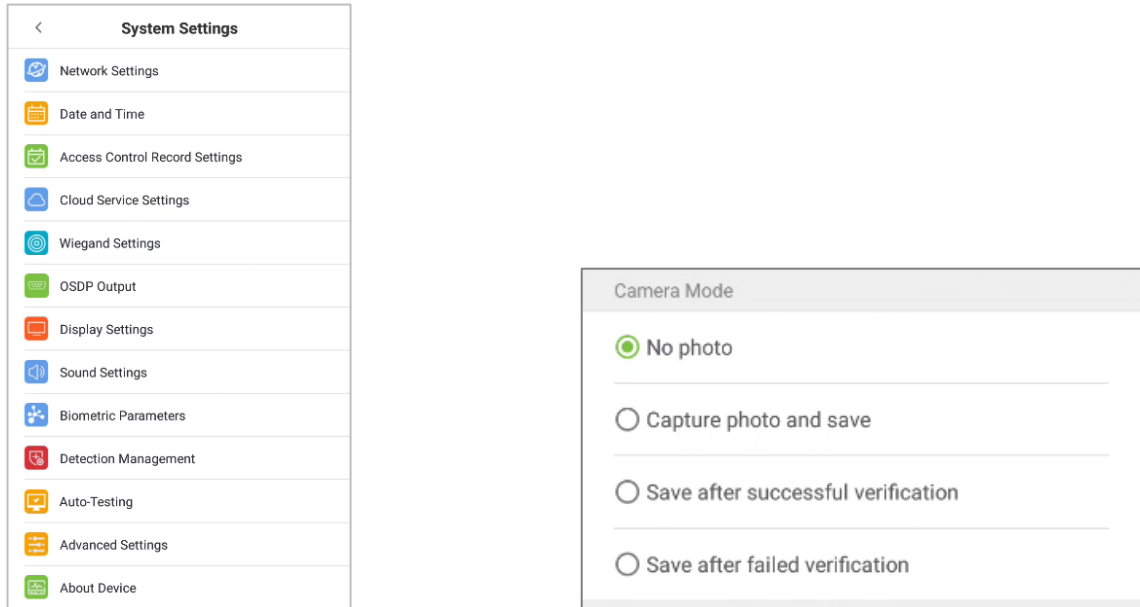 System Settings
Network Settings
Date and Time
Access Control Record Settings
Cloud Service Settings
Wiegand Settings
OSDP Output
Display Settings
Sound Settings
Biometric Parameters
Detection Management
Auto-Testing
Advanced Settings
About Device
Camera Mode
No photo
Capture photo and save
Save after successful verification
Save after failed verification